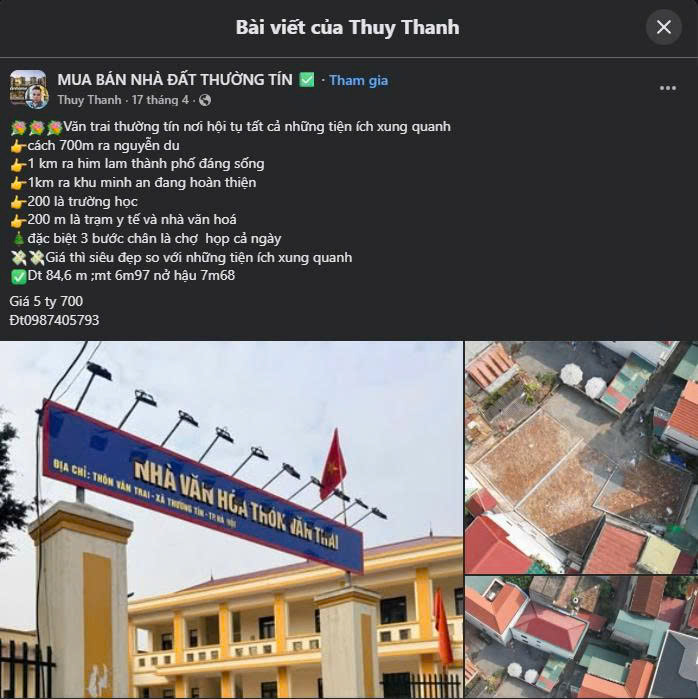 Bài viết của Thuy Thanh
MUA BÁN NHÀ ĐẤT THƯỜNG TÍN ✅ · Tham gia
Thuy Thanh · 17 tháng 4 ·
💐💐💐Văn trai thường tín nơi hội tụ tất cả những tiện ích xung quanh
👉cách 700m ra nguyễn du
👉1 km ra him lam thành phố đáng sống
👉1km ra khu minh an đang hoàn thiện
👉200 là trường học
👉200 m là trạm y tế và nhà văn hoá
🎄đặc biệt 3 bước chân là chợ họp cả ngày
💸💸Giá thì siêu đẹp so với những tiện ích xung quanh
✅Dt 84,6 m ;mt 6m97 nở hậu 7m68
Giá 5 ty 700
Đt0987405793
NHÀ VĂN HÓA THÔN VĂN TRAI
ĐỊA CHỈ: THÔN VĂN TRAI - XÃ THƯỜNG TÍN - TP. HÀ NỘI